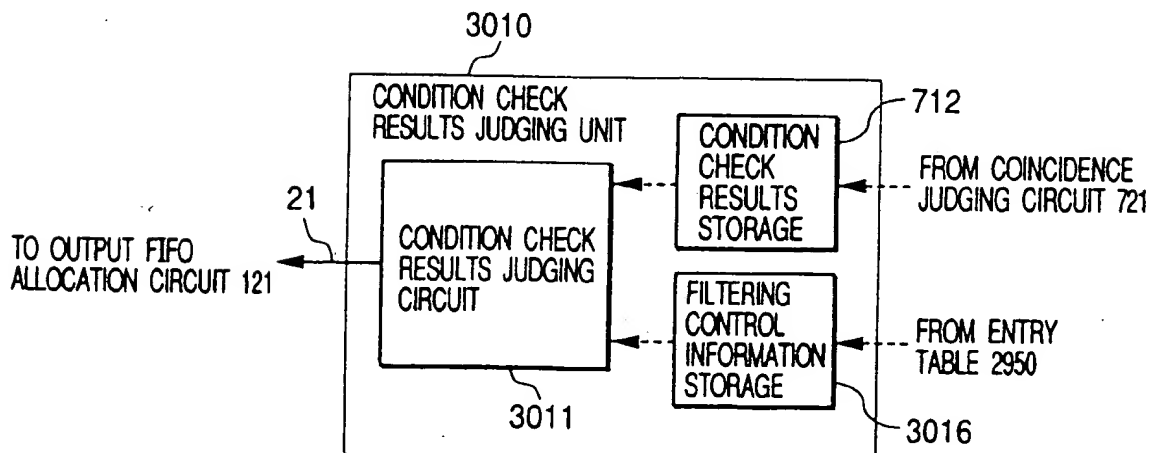 3010
CONDITION CHECK
RESULTS JUDGING UNIT
712
CONDITION
CHECK
RESULTS
STORAGE
FROM COINCIDENCE
JUDGING CIRCUIT 721
21
TO OUTPUT FIFO
ALLOCATION CIRCUIT 121
CONDITION CHECK
RESULTS JUDGING
CIRCUIT
FILTERING
CONTROL
INFORMATION
STORAGE
FROM ENTRY
TABLE 2950
3011
3016